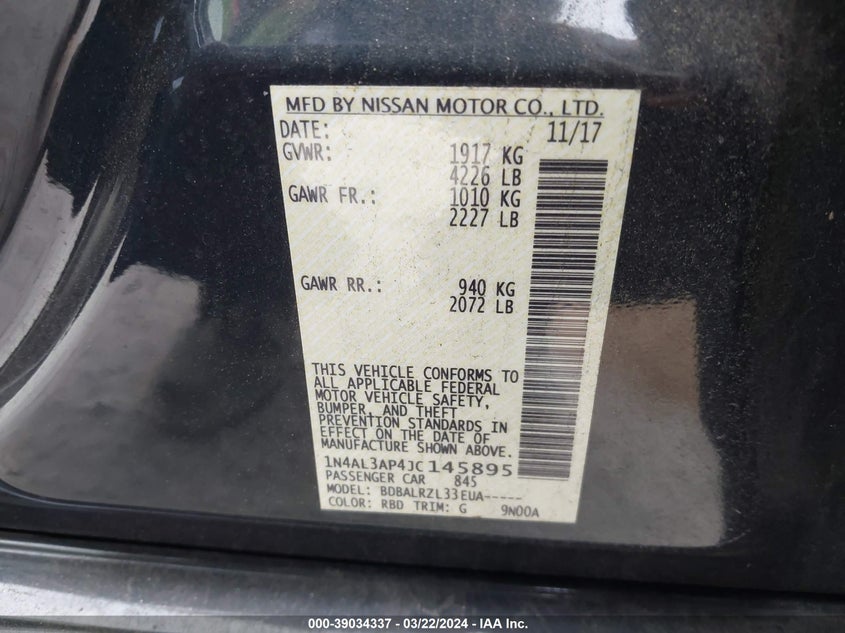 MFD BY NISSAN MOTOR CO., LTD.
DATE: 11/17
GVWR: 1917 KG
4226 LB
GAWR FR.: 1010 KG
2227 LB
GAWR RR.: 940 KG
2072 LB
THIS VEHICLE CONFORMS TO
ALL APPLICABLE FEDERAL
MOTOR VEHICLE SAFETY,
BUMPER, AND THEFT
PREVENTION STANDARDS IN
EFFECT ON THE DATE OF
MANUFACTURE SHOWN ABOVE.
1N4AL3AP4JC145895
PASSENGER CAR 845
MODEL: BDBALRZL33EUA-----
COLOR: RBD TRIM: G 9N00A
000-39034337 - 03/22/2024 - IAA Inc.